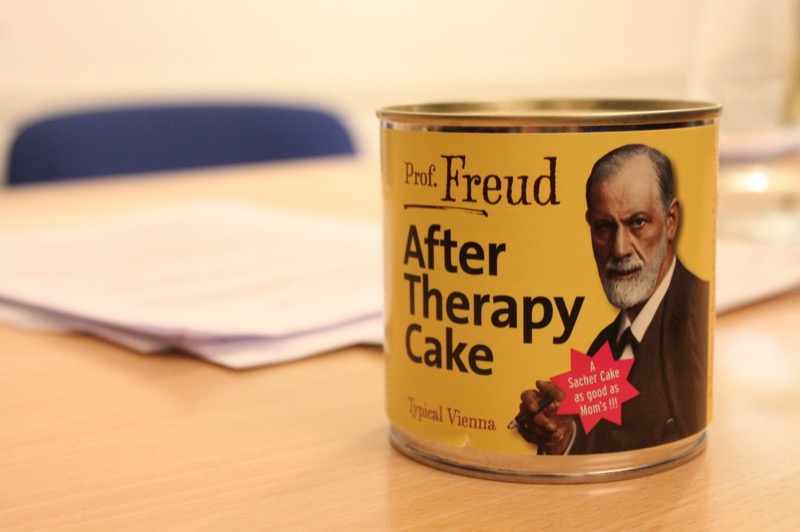 Prof. Freud
After
Therapy
Cake
Typical Vienna
A
Sacher Cake
as good as
Mom's !!!